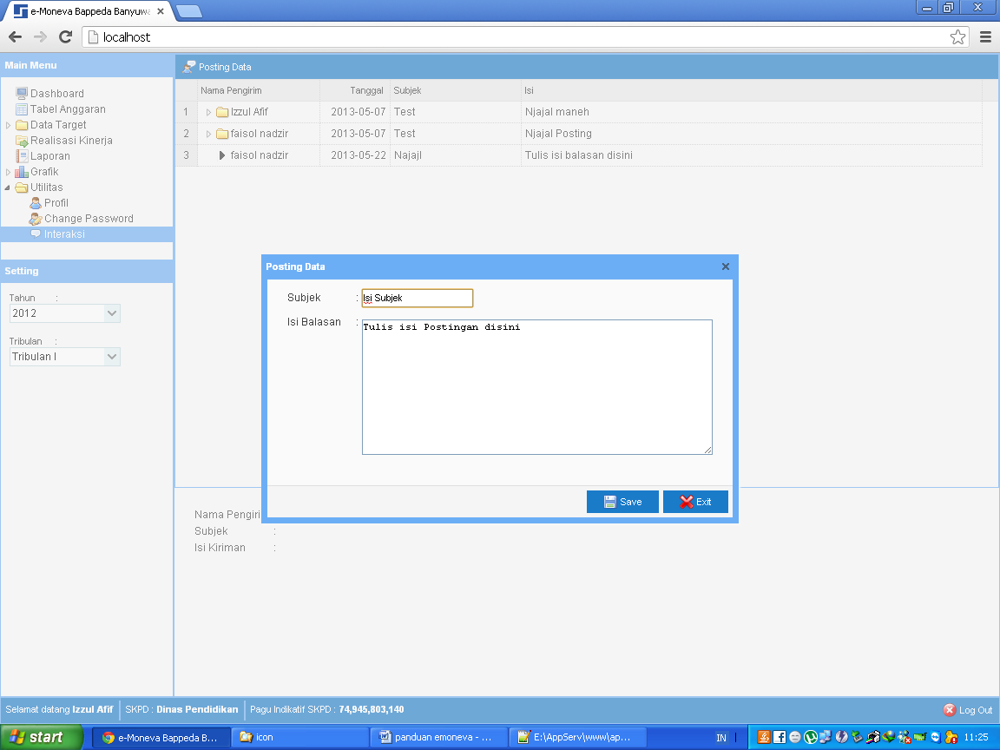 e-Moneva Bappeda Banyuwa
localhost
Main Menu
Dashboard
Tabel Anggaran
Data Target
Realisasi Kinerja
Laporan
Grafik
Utilitas
Profil
Change Password
Interaksi
Setting
Tahun :
2012
Tribulan :
Tribulan I
Posting Data
Nama Pengirim Tanggal Subjek Isi
1 Izzul Afif 2013-05-07 Test Njajal maneh
2 faisol nadzir 2013-05-07 Test Njajal Posting
3 faisol nadzir 2013-05-22 Najajl Tulis isi balasan disini
Posting Data
Subjek : Isi Subjek
Isi Balasan : Tulis isi Postingan disini
Save Exit
Nama Pengiri
Subjek :
Isi Kiriman :
Selamat datang Izzul Afif SKPD : Dinas Pendidikan Pagu Indikatif SKPD : 74,945,803,140 Log Out
start e-Moneva Bappeda B... icon panduan emoneva - ... E:\AppServ\www\ap... IN 11:25